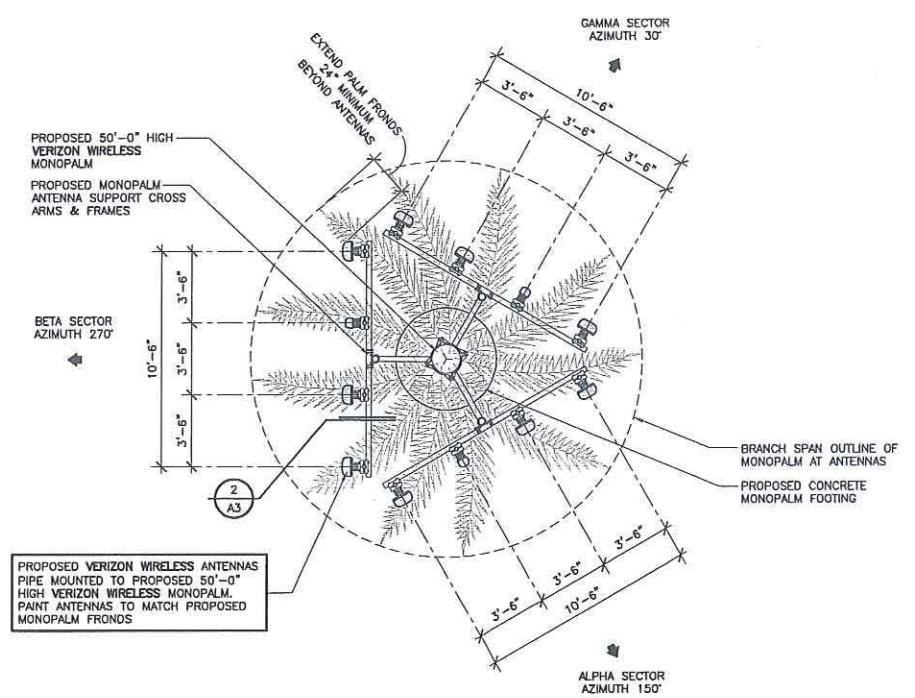 GAMMA SECTOR
AZIMUTH 30°
EXTEND PALM FRONDS
24" MINIMUM
BEYOND ANTENNAS
3'-6"
10'-6"
3'-6"
3'-6"
PROPOSED 50'-0" HIGH
VERIZON WIRELESS
MONOPALM
PROPOSED MONOPALM
ANTENNA SUPPORT CROSS
ARMS & FRAMES
BETA SECTOR
AZIMUTH 270°
10'-6"
3'-6"
3'-6"
3'-6"
BRANCH SPAN OUTLINE OF
MONOPALM AT ANTENNAS
PROPOSED CONCRETE
MONOPALM FOOTING
2
A3
PROPOSED VERIZON WIRELESS ANTENNAS
PIPE MOUNTED TO PROPOSED 50'-0"
HIGH VERIZON WIRELESS MONOPALM.
PAINT ANTENNAS TO MATCH PROPOSED
MONOPALM FRONDS
3'-6"
3'-6"
3'-6"
10'-6"
ALPHA SECTOR
AZIMUTH 150°